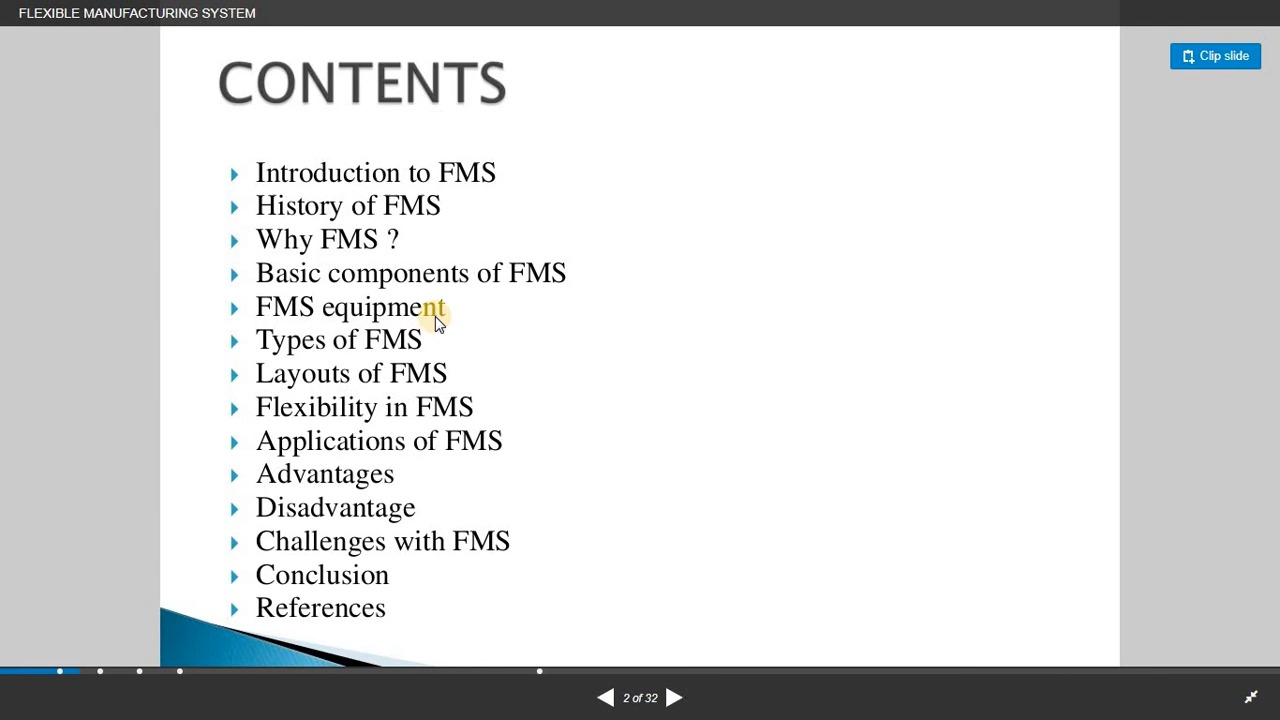 FLEXIBLE MANUFACTURING SYSTEM
Clip slide
CONTENTS
Introduction to FMS
History of FMS
Why FMS ?
Basic components of FMS
FMS equipment
Types of FMS
Layouts of FMS
Flexibility in FMS
Applications of FMS
Advantages
Disadvantage
Challenges with FMS
Conclusion
References
2 of 32